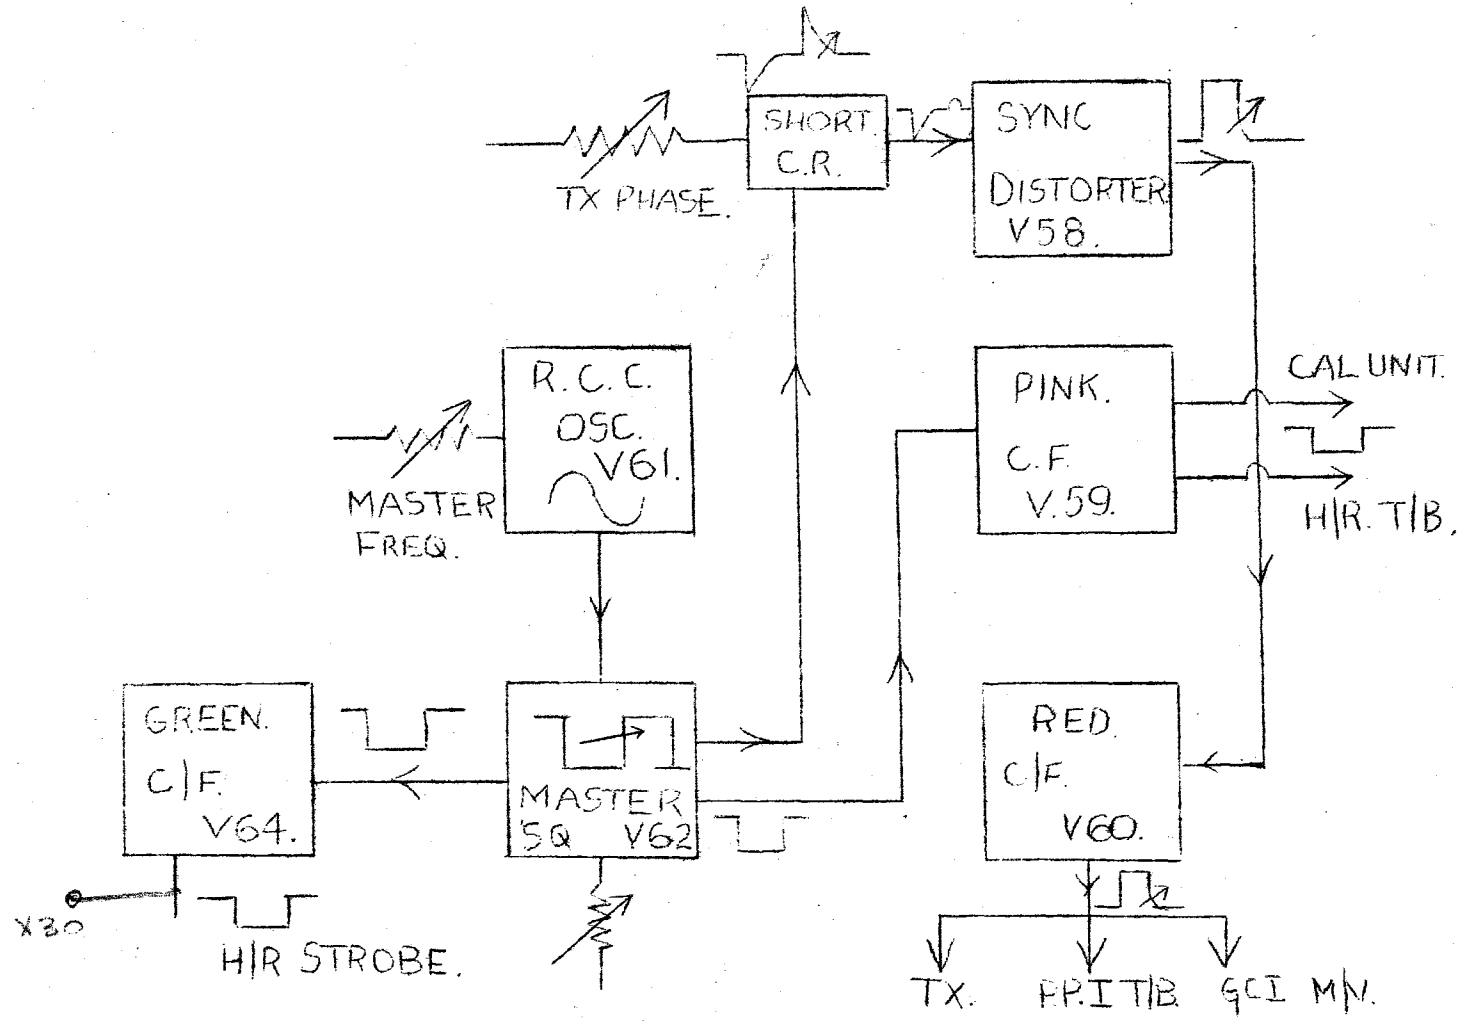 SHORT.
C.R.
SYNC
DISTORTER
V58.
TX PHASE.
R.C.C.
OSC.
V61.
MASTER
FREQ.
PINK.
C.F.
V.59.
CAL UNIT.
H/R. T/B.
GREEN.
C/F.
V64.
X30
H/R STROBE.
MASTER
SQ V62
RED.
C/F.
V60.
TX.
P.P.I T/B
GCI M/V.